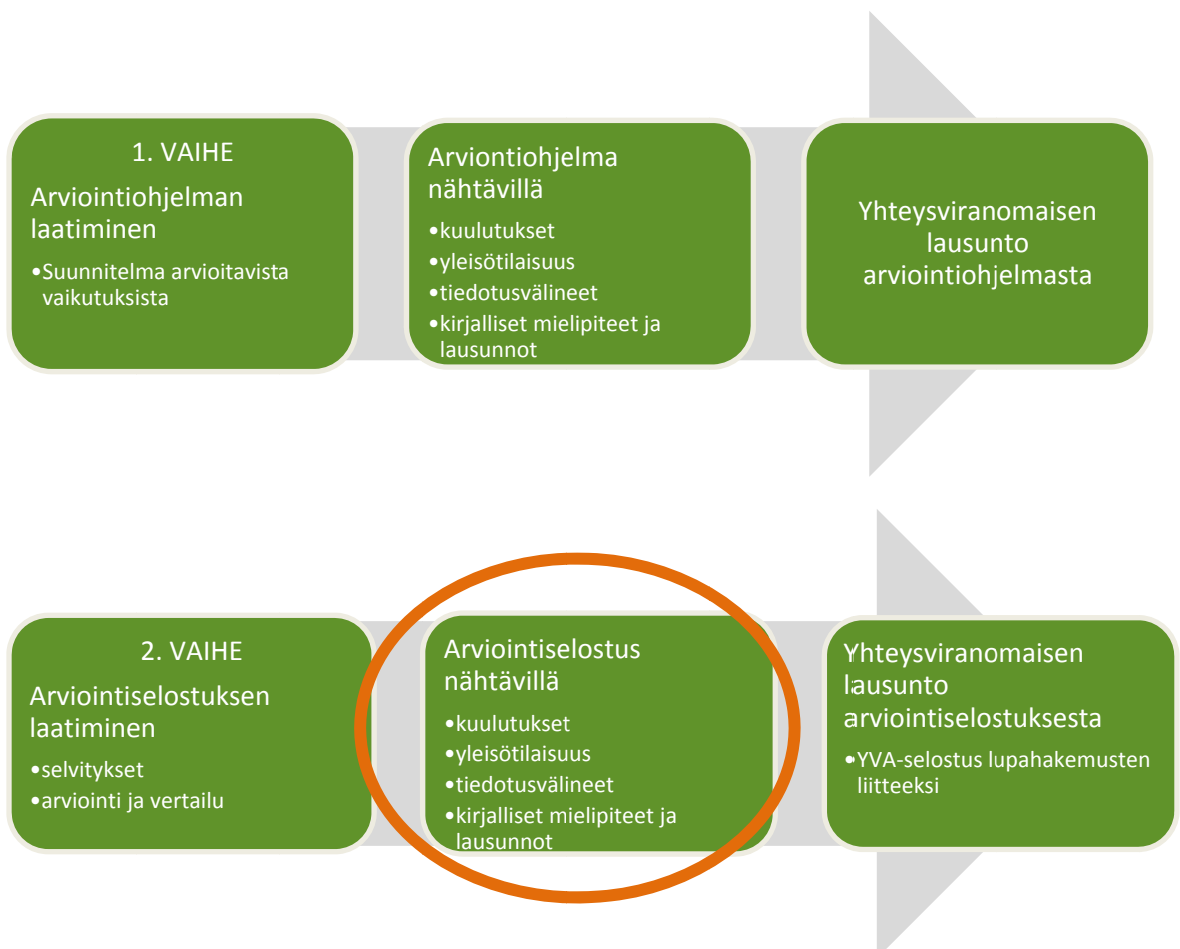 1. VAIHE
Arviointiohjelman
laatiminen
•Suunnitelma arvioitavista
vaikutuksista
Arviontiohjelma
nähtävillä
•kuulutukset
•yleisötilaisuus
•tiedotusvälineet
•kirjalliset mielipiteet ja
lausunnot
Yhteysviranomaisen
lausunto
arviointiohjelmasta
2. VAIHE
Arviointiselostuksen
laatiminen
•selvitykset
•arviointi ja vertailu
Arviointiselostus
nähtävillä
•kuulutukset
•yleisötilaisuus
•tiedotusvälineet
•kirjalliset mielipiteet ja
lausunnot
Yhteysviranomaisen
lausunto
arviointiselostuksesta
•YVA-selostus lupahakemusten
liitteeksi